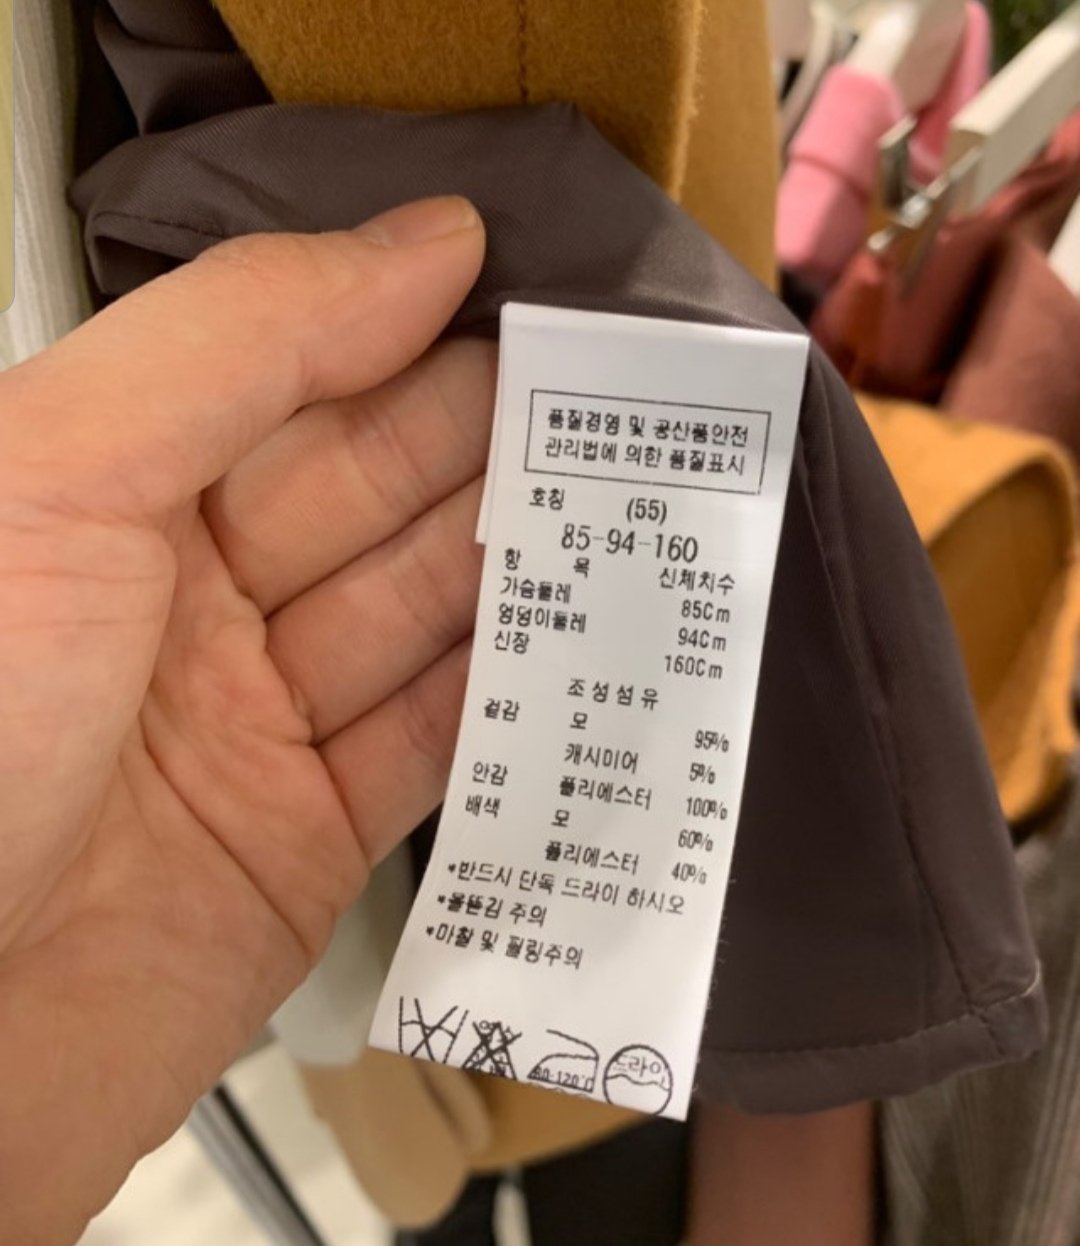 품질경영 및 공산품안전
관리법에 의한 품질표시
호칭 (55)
85-94-160
항 목 신체치수
가슴둘레 85Cm
엉덩이둘레 94Cm
신장 160Cm
조성섬유
겉감 모 95%
캐시미어 5%
안감 폴리에스터 100%
배색 모 60%
폴리에스터 40%
*반드시 단독 드라이 하시오
*올뜯김 주의
*마찰 및 필링주의
80-120℃ 드라이